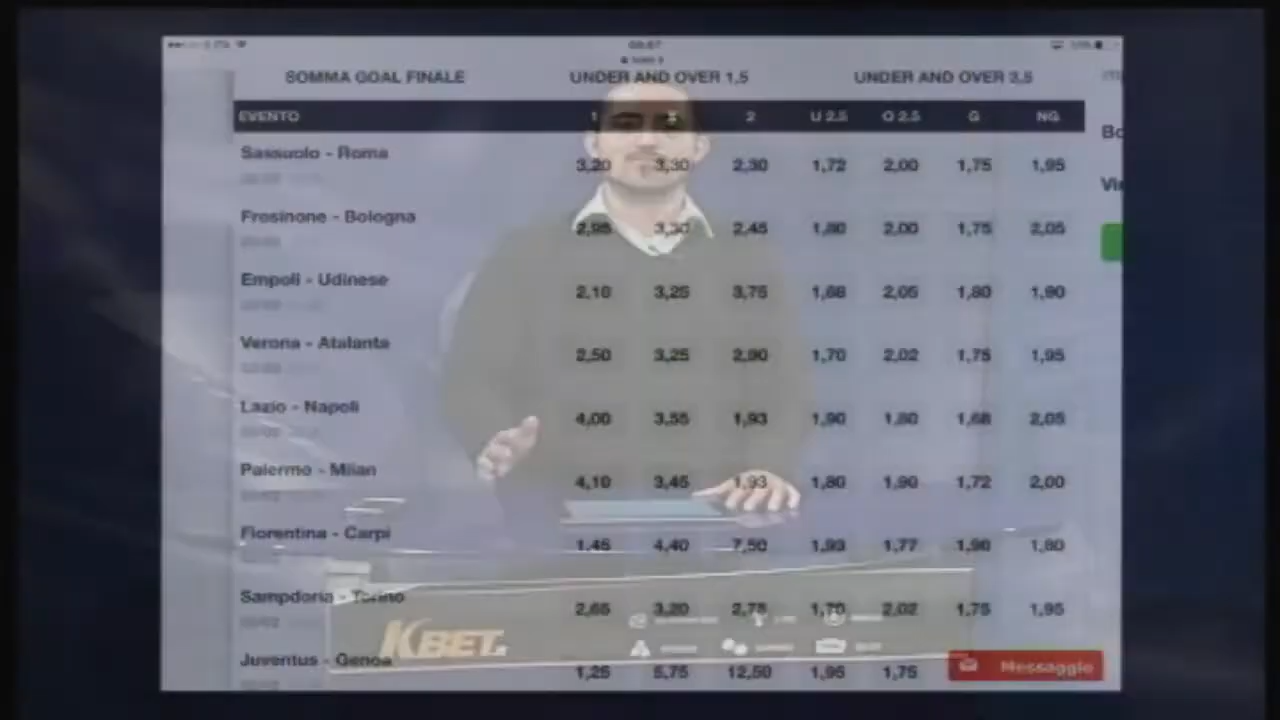 SOMMA GOAL FINALE UNDER AND OVER 1,5 UNDER AND OVER 3,5
EVENTO 1 X 2 U 2.5 O 2.5 G NG
Sassuolo - Roma 3,20 3,30 2,30 1,72 2,00 1,75 1,95
Frosinone - Bologna 2,95 3,30 2,45 1,80 2,00 1,75 2,05
Empoli - Udinese 2,10 3,25 3,75 1,68 2,05 1,80 1,90
Verona - Atalanta 2,50 3,25 2,90 1,70 2,02 1,75 1,95
Lazio - Napoli 4,00 3,55 1,93 1,90 1,80 1,68 2,05
Palermo - Milan 4,10 3,45 1,93 1,80 1,90 1,72 2,00
Fiorentina - Carpi 1,45 4,40 7,50 1,93 1,77 1,90 1,80
Sampdoria - Torino 2,65 3,20 2,75 1,70 2,02 1,75 1,95
KBET.
Juventus - Genoa 1,25 5,75 12,50 1,95 1,75
Messaggio